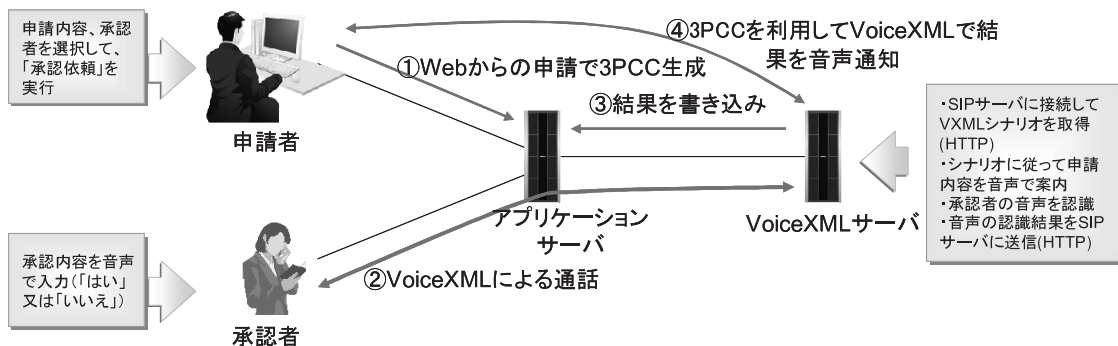 申請内容、承認
者を選択して、
「承認依頼」を
実行
申請者
①Webからの申請で3PCC生成
④3PCCを利用してVoiceXMLで結
果を音声通知
③結果を書き込み
アプリケーション
サーバ
VoiceXMLサーバ
・SIPサーバに接続して
VXMLシナリオを取得
(HTTP)
・シナリオに従って申請
内容を音声で案内
・承認者の音声を認識
・音声の認識結果をSIP
サーバに送信(HTTP)
承認内容を音声
で入力(「はい」
又は「いいえ」)
②VoiceXMLによる通話
承認者